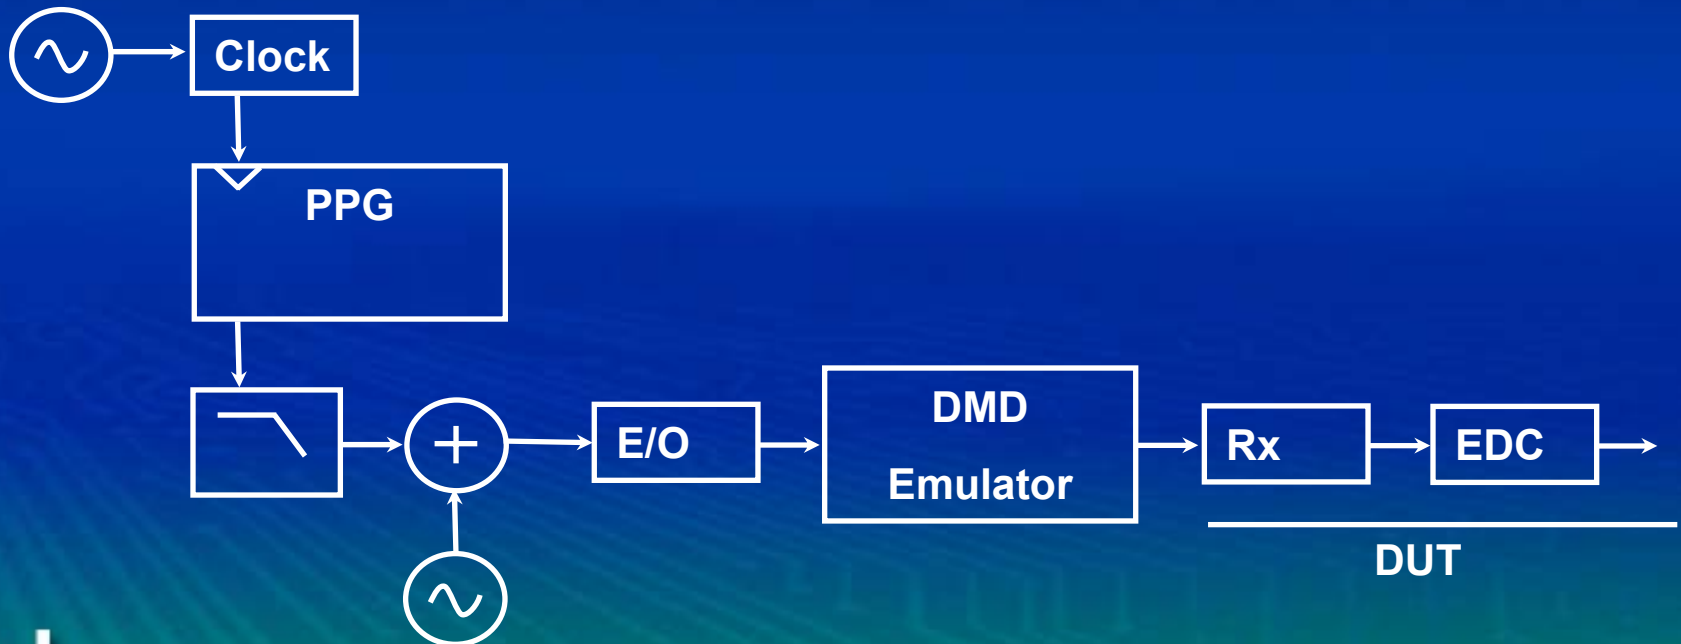 Clock
PPG
E/O
DMD
Emulator
Rx
EDC
DUT